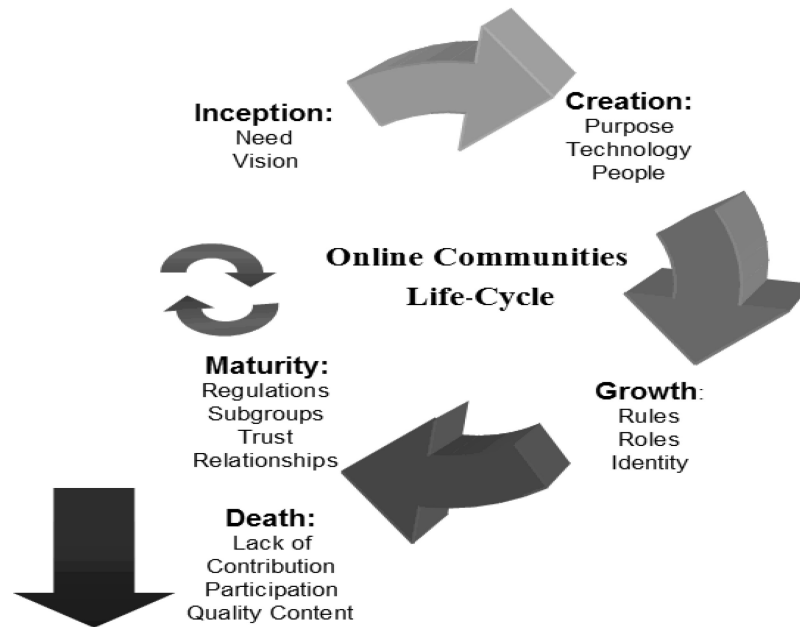 Inception:
Need
Vision
Creation:
Purpose
Technology
People
Online Communities
Life-Cycle
Growth:
Rules
Roles
Identity
Maturity:
Regulations
Subgroups
Trust
Relationships
Death:
Lack of
Contribution
Participation
Quality Content